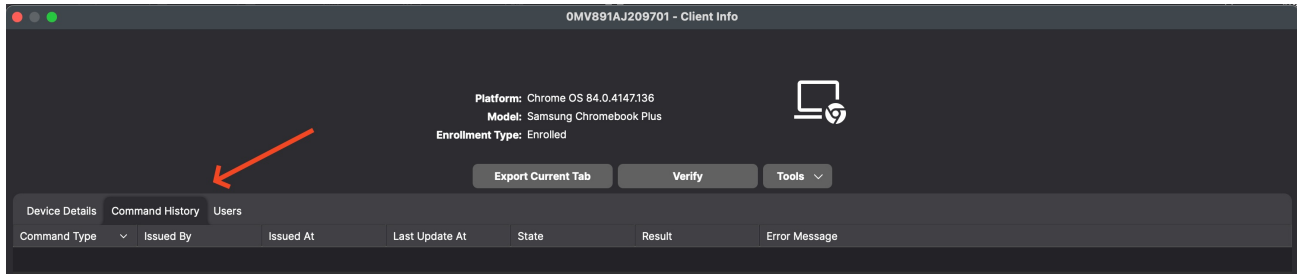 0MV891AJ209701 - Client Info
Platform: Chrome OS 84.0.4147.136
Model: Samsung Chromebook Plus
Enrollment Type: Enrolled
Export Current Tab Verify Tools
Device Details Command History Users
Command Type Issued By Issued At Last Update At State Result Error Message